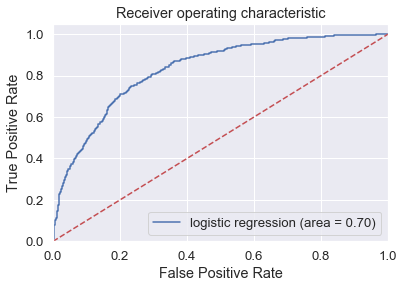 Receiver operating characteristic
1.0
0.8
0.6
0.4
0.2
0.0
True Positive Rate
logistic regression (area = 0.70)
0.0 0.2 0.4 0.6 0.8 1.0
False Positive Rate